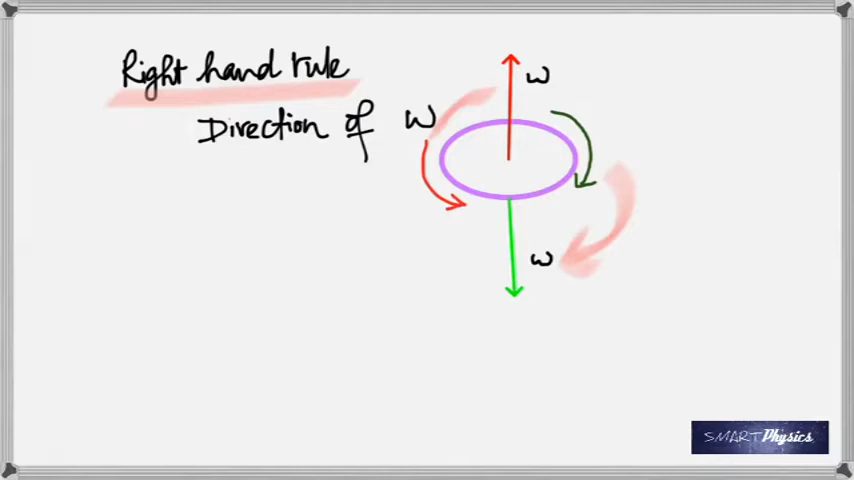 Right hand rule
Direction of ω
ω
ω
SMARTPhysics